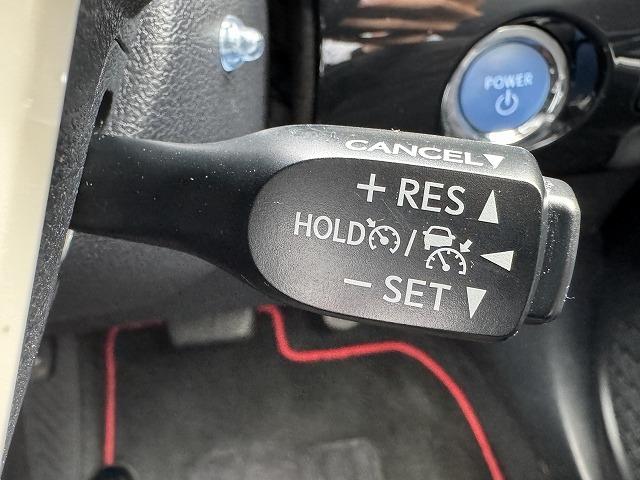 POWER
CANCEL▼
+ RES ▲
HOLD / ◀
− SET ▼